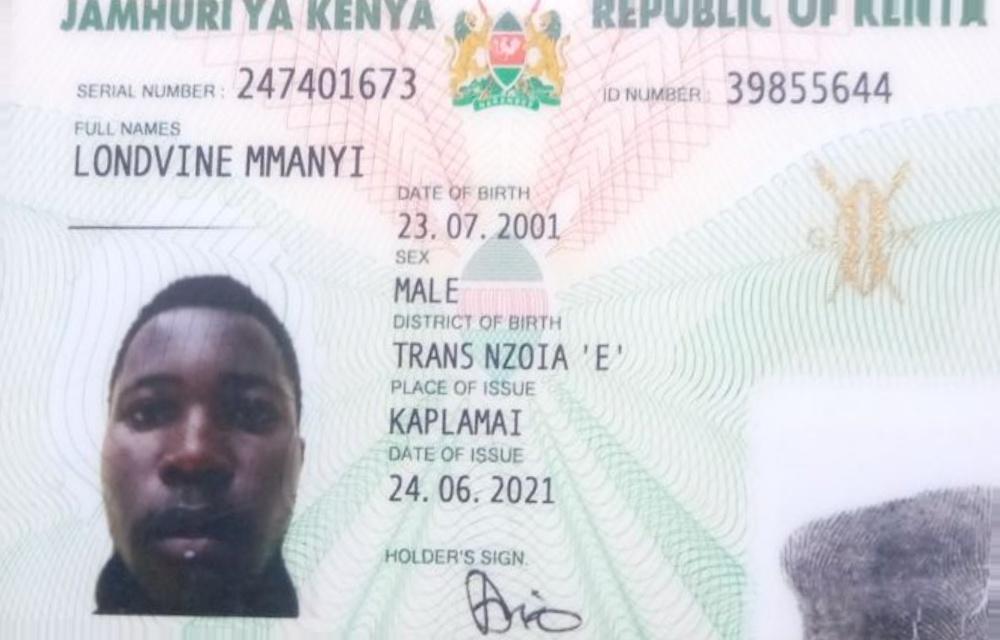 JAMHURI YA KENYA REPUBLIC OF KENYA
SERIAL NUMBER: 247401673 ID NUMBER: 39855644
FULL NAMES
LONDVINE MMANYI
DATE OF BIRTH
23.07.2001
SEX
MALE
DISTRICT OF BIRTH
TRANS NZOIA 'E'
PLACE OF ISSUE
KAPLAMAI
DATE OF ISSUE
24.06.2021
HOLDER'S SIGN.